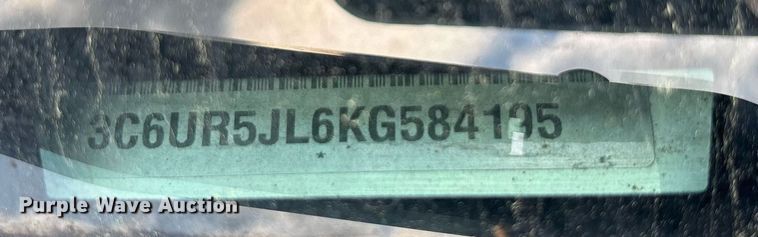 3C6UR5JL6KG584195
Purple Wave Auction